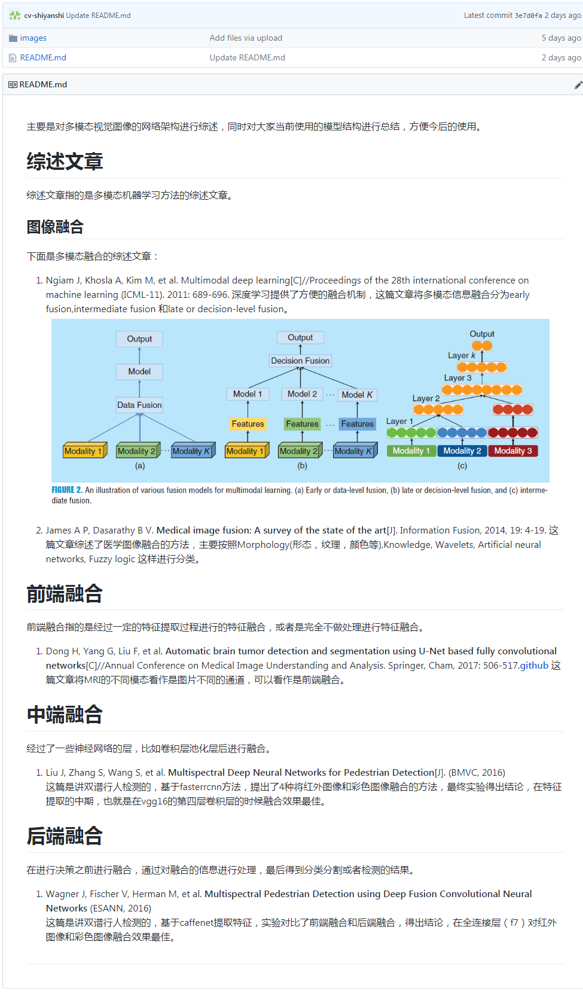 cv-shiyanshi Update README.md Latest commit 3e7d0fa 2 days ago
images Add files via upload 5 days ago
README.md Update README.md 2 days ago
README.md
主要是对多模态视觉图像的网络架构进行综述，同时对大家当前使用的模型结构进行总结，方便今后的使用。
综述文章
综述文章指的是多模态机器学习方法的综述文章。
图像融合
下面是多模态融合的综述文章：
1. Ngiam J, Khosla A, Kim M, et al. Multimodal deep learning[C]//Proceedings of the 28th international conference on
machine learning (ICML-11). 2011: 689-696. 深度学习提供了方便的融合机制，这篇文章将多模态信息融合分为early
fusion,intermediate fusion 和late or decision-level fusion。
Output
Model
Data Fusion
Modality 1 Modality 2 ... Modality K
(a)
Output
Decision Fusion
Model 1 Model 2 ... Model K
Features Features ... Features
Modality 1 Modality 2 ... Modality K
(b)
Output
Layer k
Layer 3
Layer 2
Layer 1
Modality 1 Modality 2 Modality 3
(c)
FIGURE 2. An illustration of various fusion models for multimodal learning. (a) Early or data-level fusion, (b) late or decision-level fusion, and (c) interme-
diate fusion.
2. James A P, Dasarathy B V. Medical image fusion: A survey of the state of the art[J]. Information Fusion, 2014, 19: 4-19. 这
篇文章综述了医学图像融合的方法，主要按照Morphology(形态，纹理，颜色等),Knowledge, Wavelets, Artificial neural
networks, Fuzzy logic 这样进行分类。
前端融合
前端融合指的是经过一定的特征提取过程进行的特征融合，或者是完全不做处理进行特征融合。
1. Dong H, Yang G, Liu F, et al. Automatic brain tumor detection and segmentation using U-Net based fully convolutional
networks[C]//Annual Conference on Medical Image Understanding and Analysis. Springer, Cham, 2017: 506-517.github 这
篇文章将MRI的不同模态看作是图片不同的通道，可以看作是前端融合。
中端融合
经过了一些神经网络的层，比如卷积层池化层后进行融合。
1. Liu J, Zhang S, Wang S, et al. Multispectral Deep Neural Networks for Pedestrian Detection[J]. (BMVC, 2016)
这篇是讲双谱行人检测的，基于fasterrcnn方法，提出了4种将红外图像和彩色图像融合的方法，最终实验得出结论，在特征
提取的中期，也就是在vgg16的第四层卷积层的时候融合效果最佳。
后端融合
在进行决策之前进行融合，通过对融合的信息进行处理，最后得到分类分割或者检测的结果。
1. Wagner J, Fischer V, Herman M, et al. Multispectral Pedestrian Detection using Deep Fusion Convolutional Neural
Networks (ESANN, 2016)
这篇是讲双谱行人检测的，基于caffenet提取特征，实验对比了前端融合和后端融合，得出结论，在全连接层（f7）对红外
图像和彩色图像融合效果最佳。